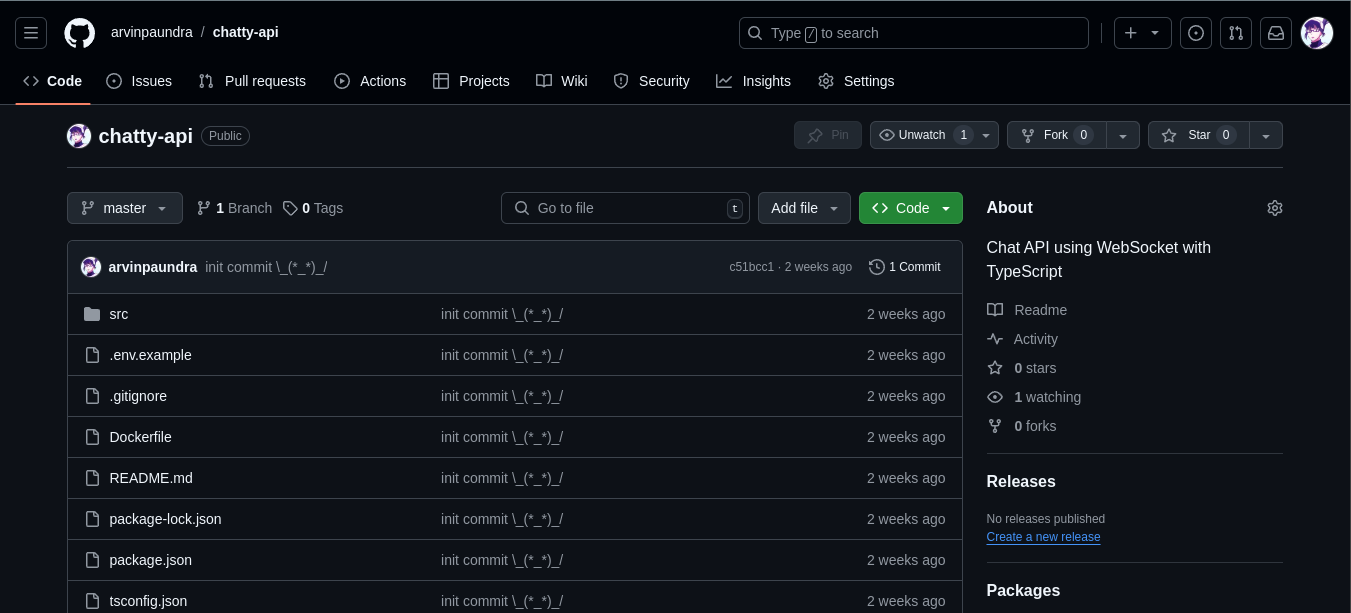 arvinpaundra / chatty-api
Type / to search
Code Issues Pull requests Actions Projects Wiki Security Insights Settings
chatty-api Public
Pin Unwatch 1 Fork 0 Star 0
master 1 Branch 0 Tags
Go to file t Add file Code
arvinpaundra init commit \_(*_*)_/ c51bcc1 · 2 weeks ago 1 Commit
src init commit \_(*_*)_/ 2 weeks ago
.env.example init commit \_(*_*)_/ 2 weeks ago
.gitignore init commit \_(*_*)_/ 2 weeks ago
Dockerfile init commit \_(*_*)_/ 2 weeks ago
README.md init commit \_(*_*)_/ 2 weeks ago
package-lock.json init commit \_(*_*)_/ 2 weeks ago
package.json init commit \_(*_*)_/ 2 weeks ago
tsconfig.json init commit \_(*_*)_/ 2 weeks ago
About
Chat API using WebSocket with
TypeScript
Readme
Activity
0 stars
1 watching
0 forks
Releases
No releases published
Create a new release
Packages